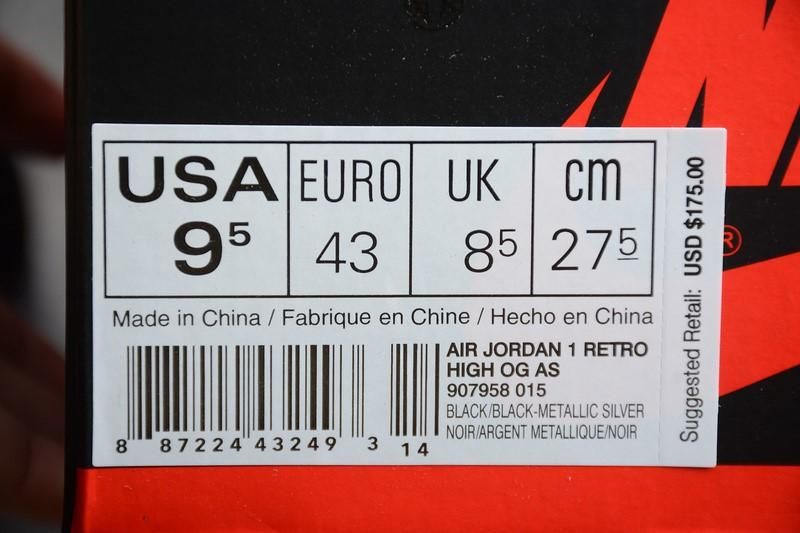 USA EURO UK cm
9⁵ 43 8⁵ 27⁵
Made in China / Fabrique en Chine / Hecho en China
AIR JORDAN 1 RETRO
HIGH OG AS
907958 015
BLACK/BLACK-METALLIC SILVER
NOIR/ARGENT METALLIQUE/NOIR
8 87224 43249 3 14
Suggested Retail: USD $175.00
®